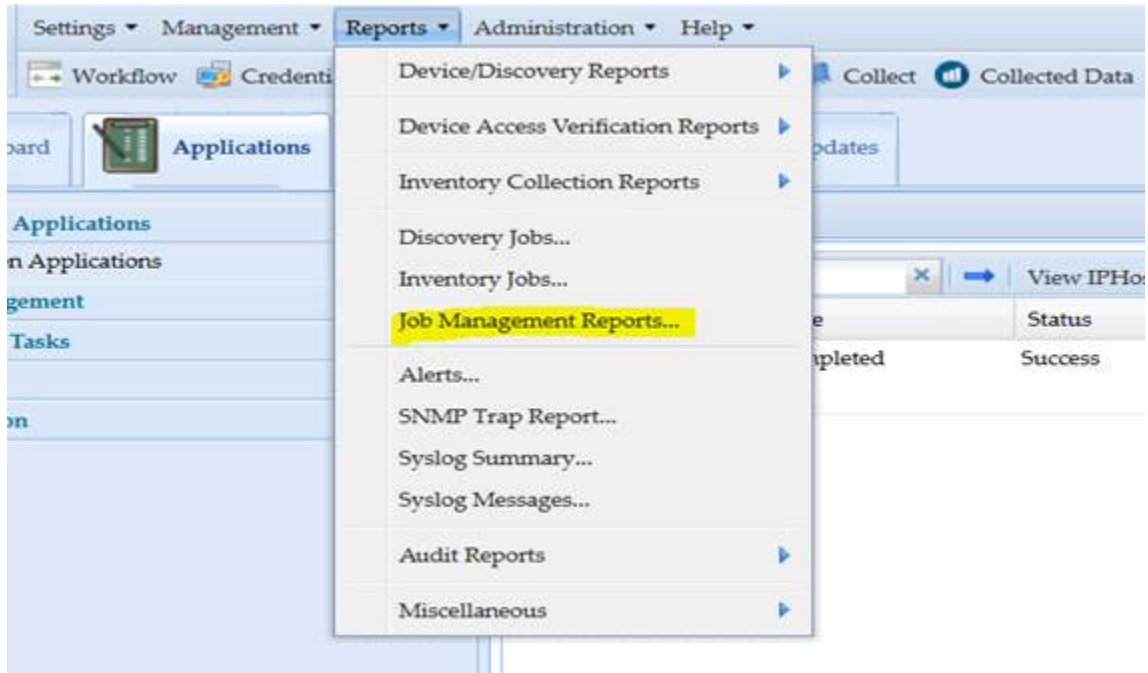 Settings Management Reports Administration Help
Workflow Credenti Collect Collected Data
Device/Discovery Reports
oard Applications Device Access Verification Reports pdates
Inventory Collection Reports
Applications
Discovery Jobs...
n Applications
Inventory Jobs... View IPHos
gement
Job Management Reports... e Status
Tasks
Alerts... pleted Success
SNMP Trap Report...
on
Syslog Summary...
Syslog Messages...
Audit Reports
Miscellaneous